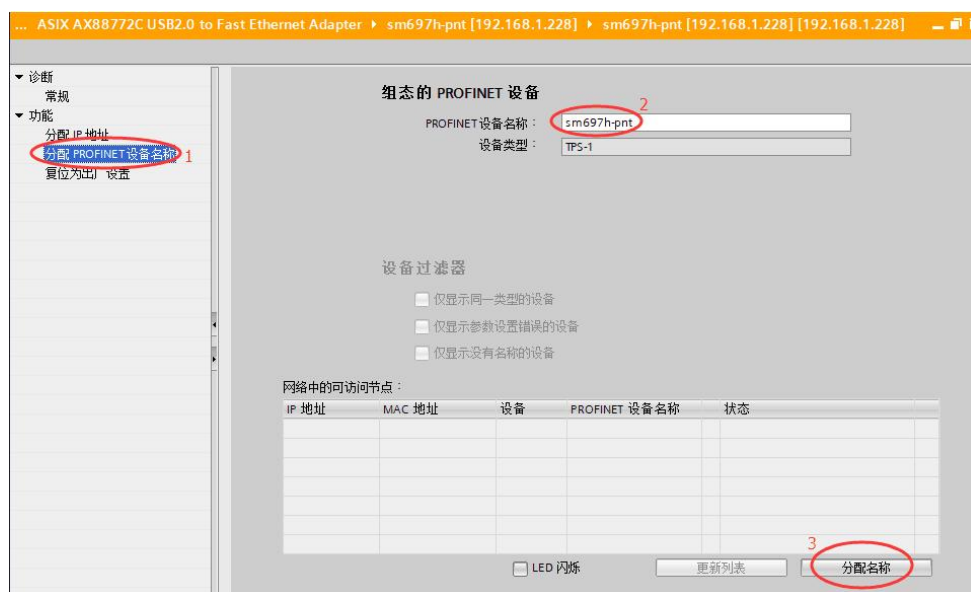 ... ASIX AX88772C USB2.0 to Fast Ethernet Adapter ▸ sm697h-pnt [192.168.1.228] ▸ sm697h-pnt [192.168.1.228] [192.168.1.228]
诊断
常规
功能
分配 IP 地址
分配 PROFINET 设备名称 1
复位为出厂设置
组态的 PROFINET 设备
2
PROFINET设备名称: sm697h-pnt
设备类型: TPS-1
设备过滤器
仅显示同一类型的设备
仅显示参数设置错误的设备
仅显示没有名称的设备
网络中的可访问节点:
IP 地址 MAC 地址 设备 PROFINET 设备名称 状态
3
LED 闪烁 更新列表 分配名称